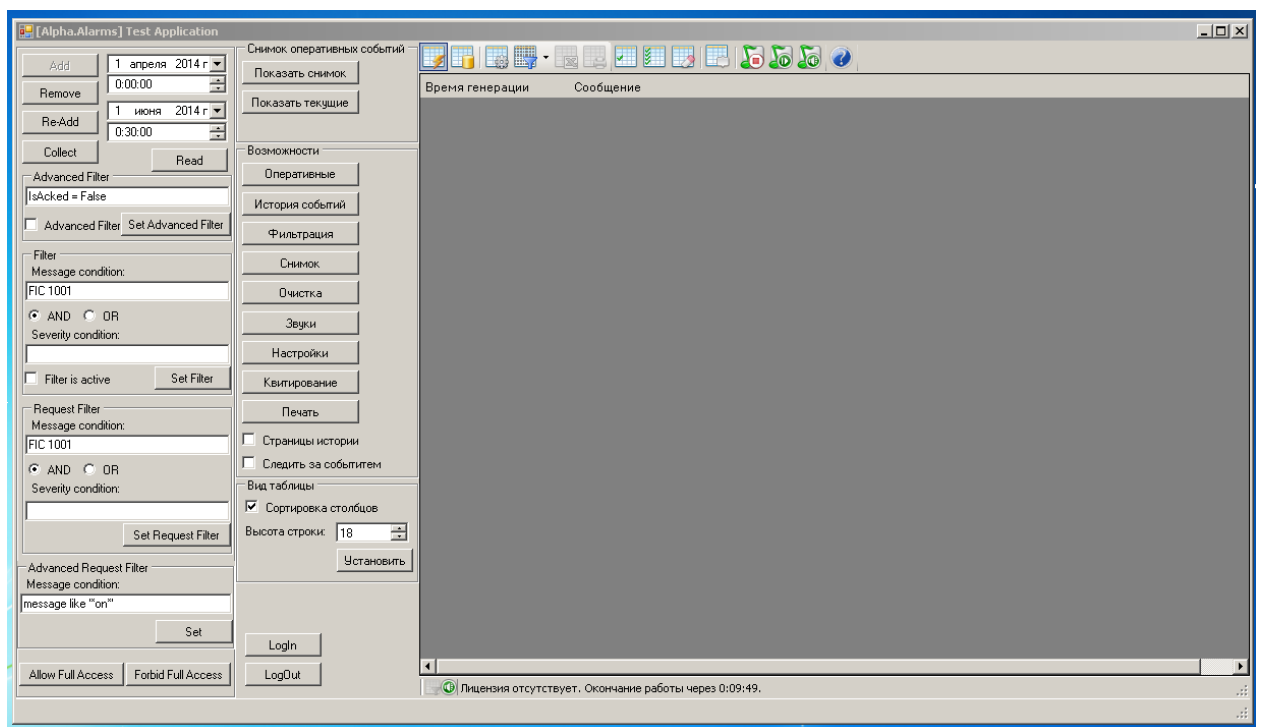 [Alpha.Alarms] Test Application
Add
1 апреля 2014 г
0:00:00
Remove
1 июня 2014 г
Re-Add
0:30:00
Collect
Read
Advanced Filter
IsAcked = False
Advanced Filter
Set Advanced Filter
Filter
Message condition:
FIC 1001
AND OR
Severity condition:
Filter is active
Set Filter
Request Filter
Message condition:
FIC 1001
AND OR
Severity condition:
Set Request Filter
Advanced Request Filter
Message condition:
message like '"on"'
Set
Allow Full Access
Forbid Full Access
Снимок оперативных событий
Показать снимок
Показать текущие
Возможности
Оперативные
История событий
Фильтрация
Снимок
Очистка
Звуки
Настройки
Квитирование
Печать
Страницы истории
Следить за событитем
Вид таблицы
Сортировка столбцов
Высота строки: 18
Установить
LogIn
LogOut
Время генерации Сообщение
Лицензия отсутствует. Окончание работы через 0:09:49.